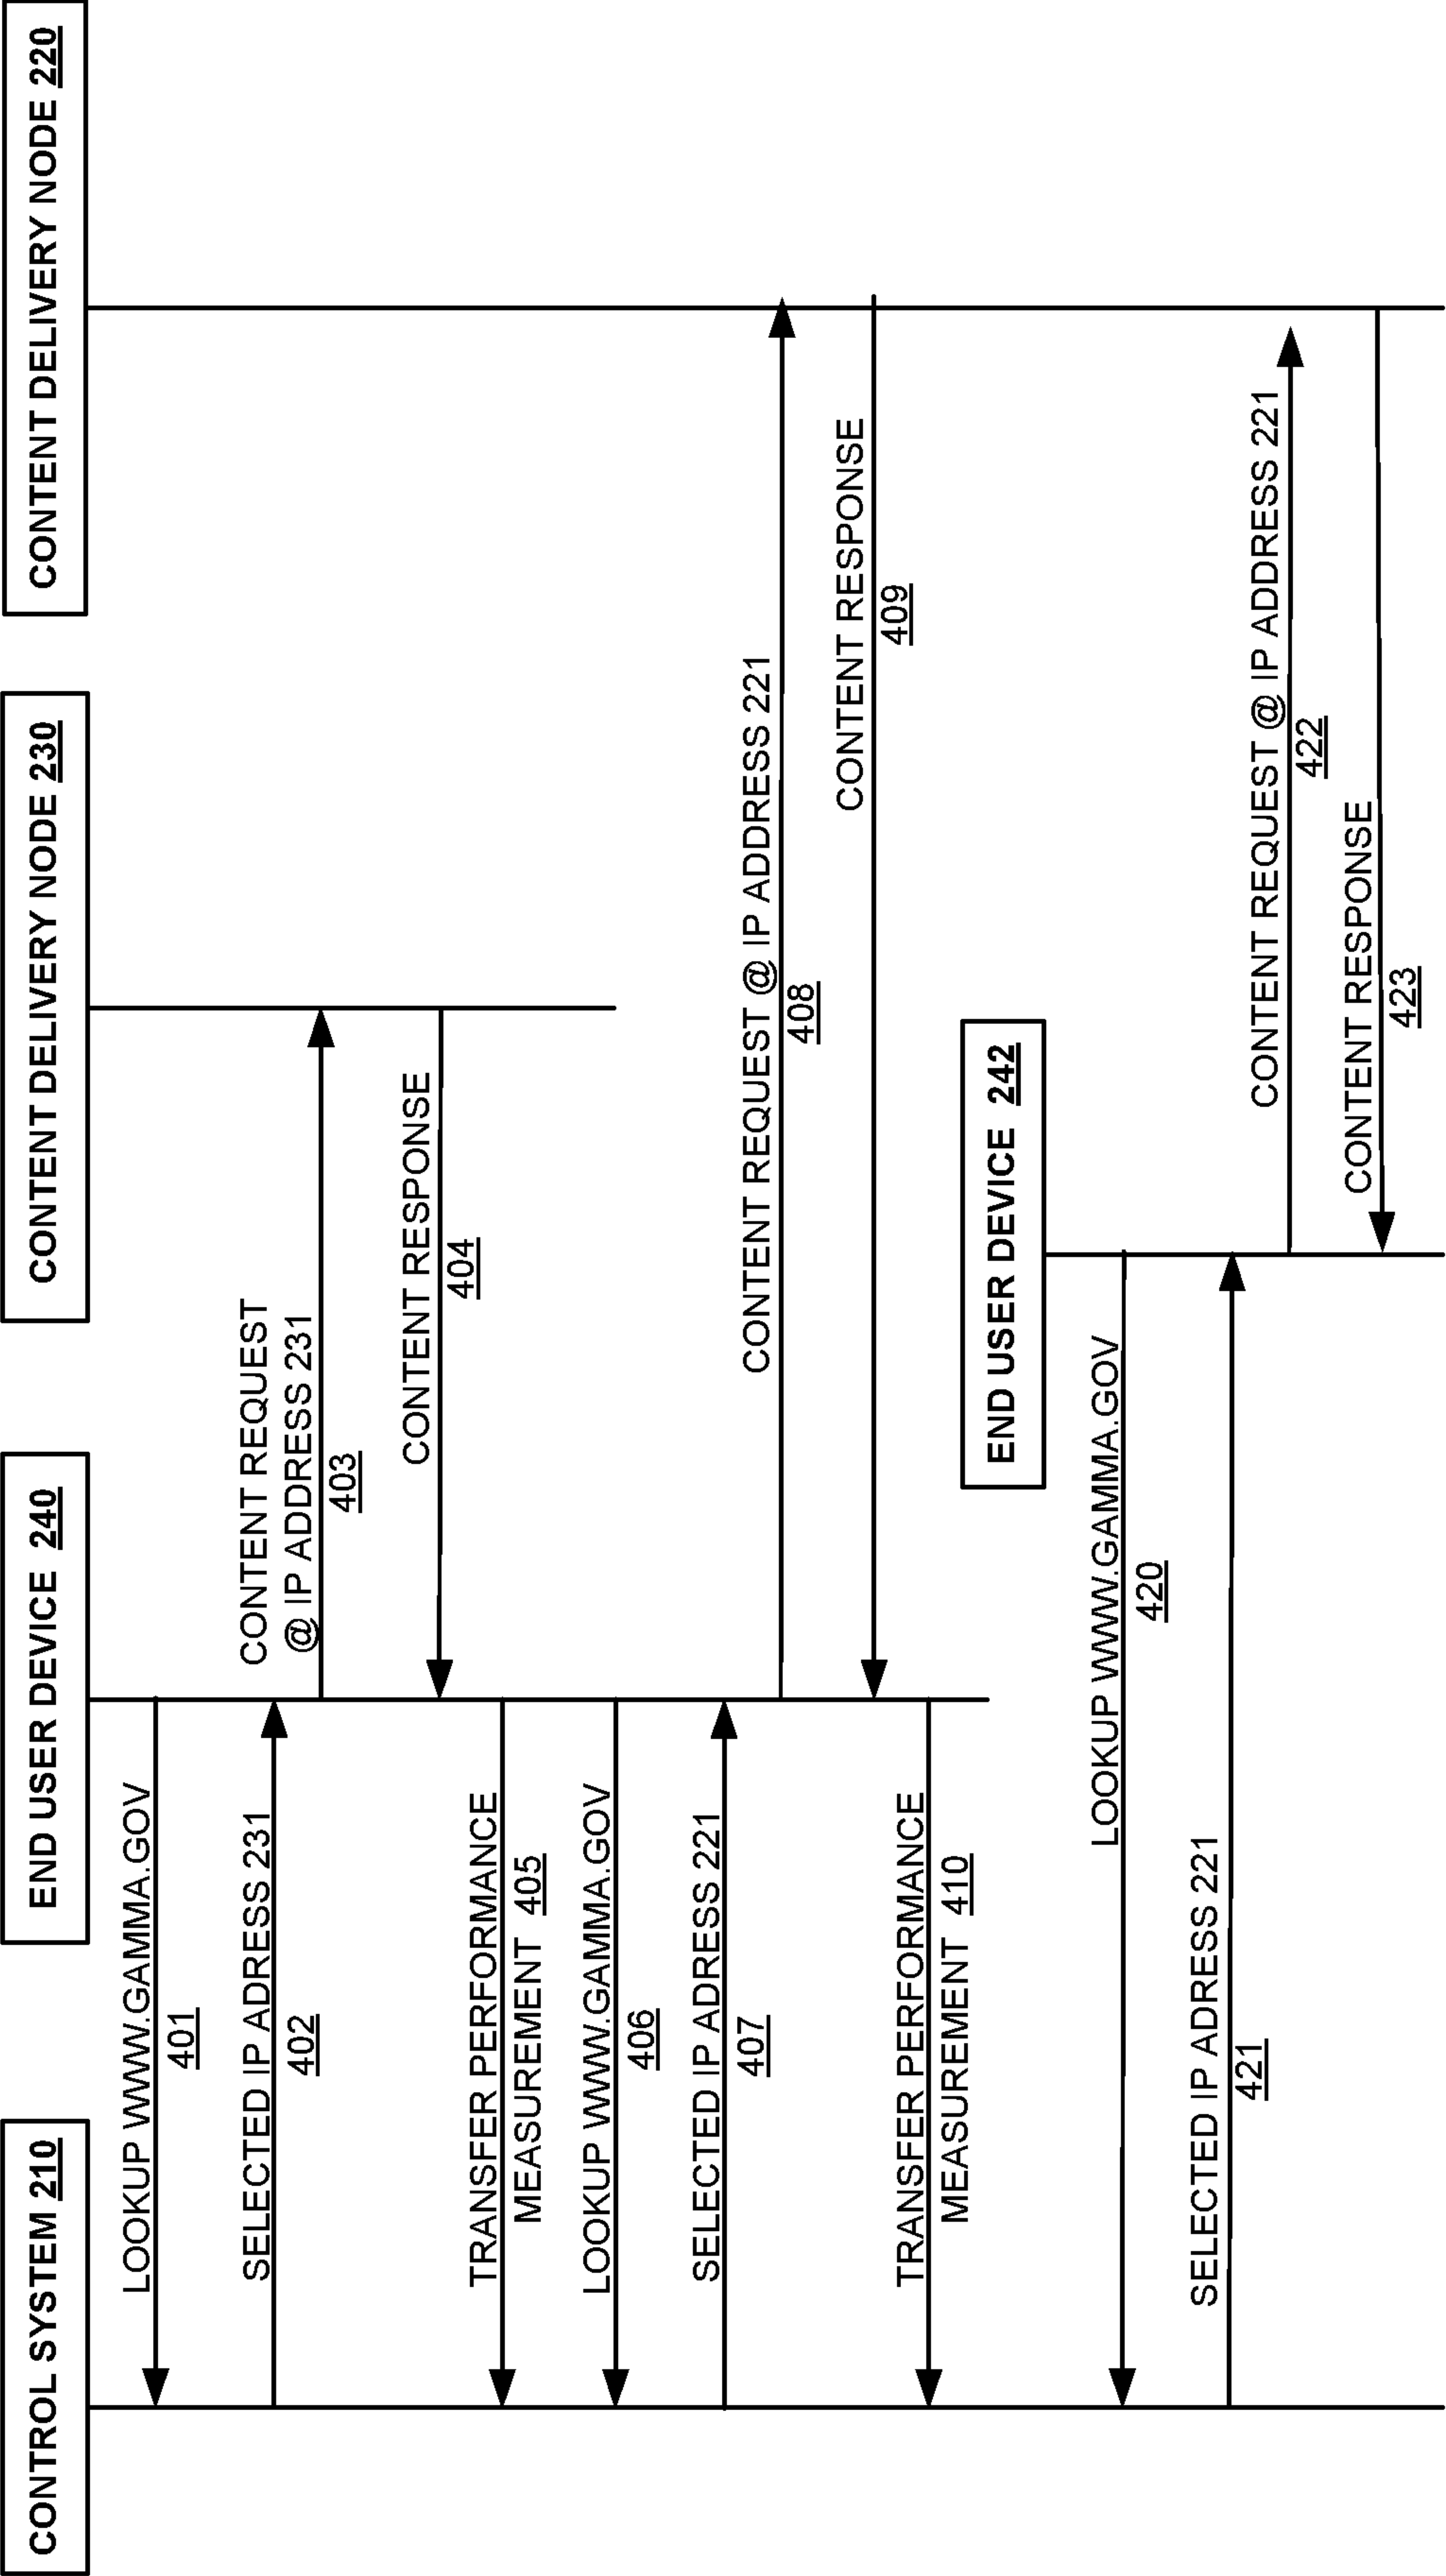 CONTROL SYSTEM 210
END USER DEVICE 240
CONTENT DELIVERY NODE 230
CONTENT DELIVERY NODE 220
LOOKUP WWW.GAMMA.GOV
401
SELECTED IP ADRESS 231
402
CONTENT REQUEST
@ IP ADDRESS 231
403
CONTENT RESPONSE
404
TRANSFER PERFORMANCE
MEASUREMENT 405
LOOKUP WWW.GAMMA.GOV
406
SELECTED IP ADRESS 221
407
CONTENT REQUEST @ IP ADDRESS 221
408
CONTENT RESPONSE
409
TRANSFER PERFORMANCE
MEASUREMENT 410
END USER DEVICE 242
LOOKUP WWW.GAMMA.GOV
420
SELECTED IP ADRESS 221
421
CONTENT REQUEST @ IP ADDRESS 221
422
CONTENT RESPONSE
423